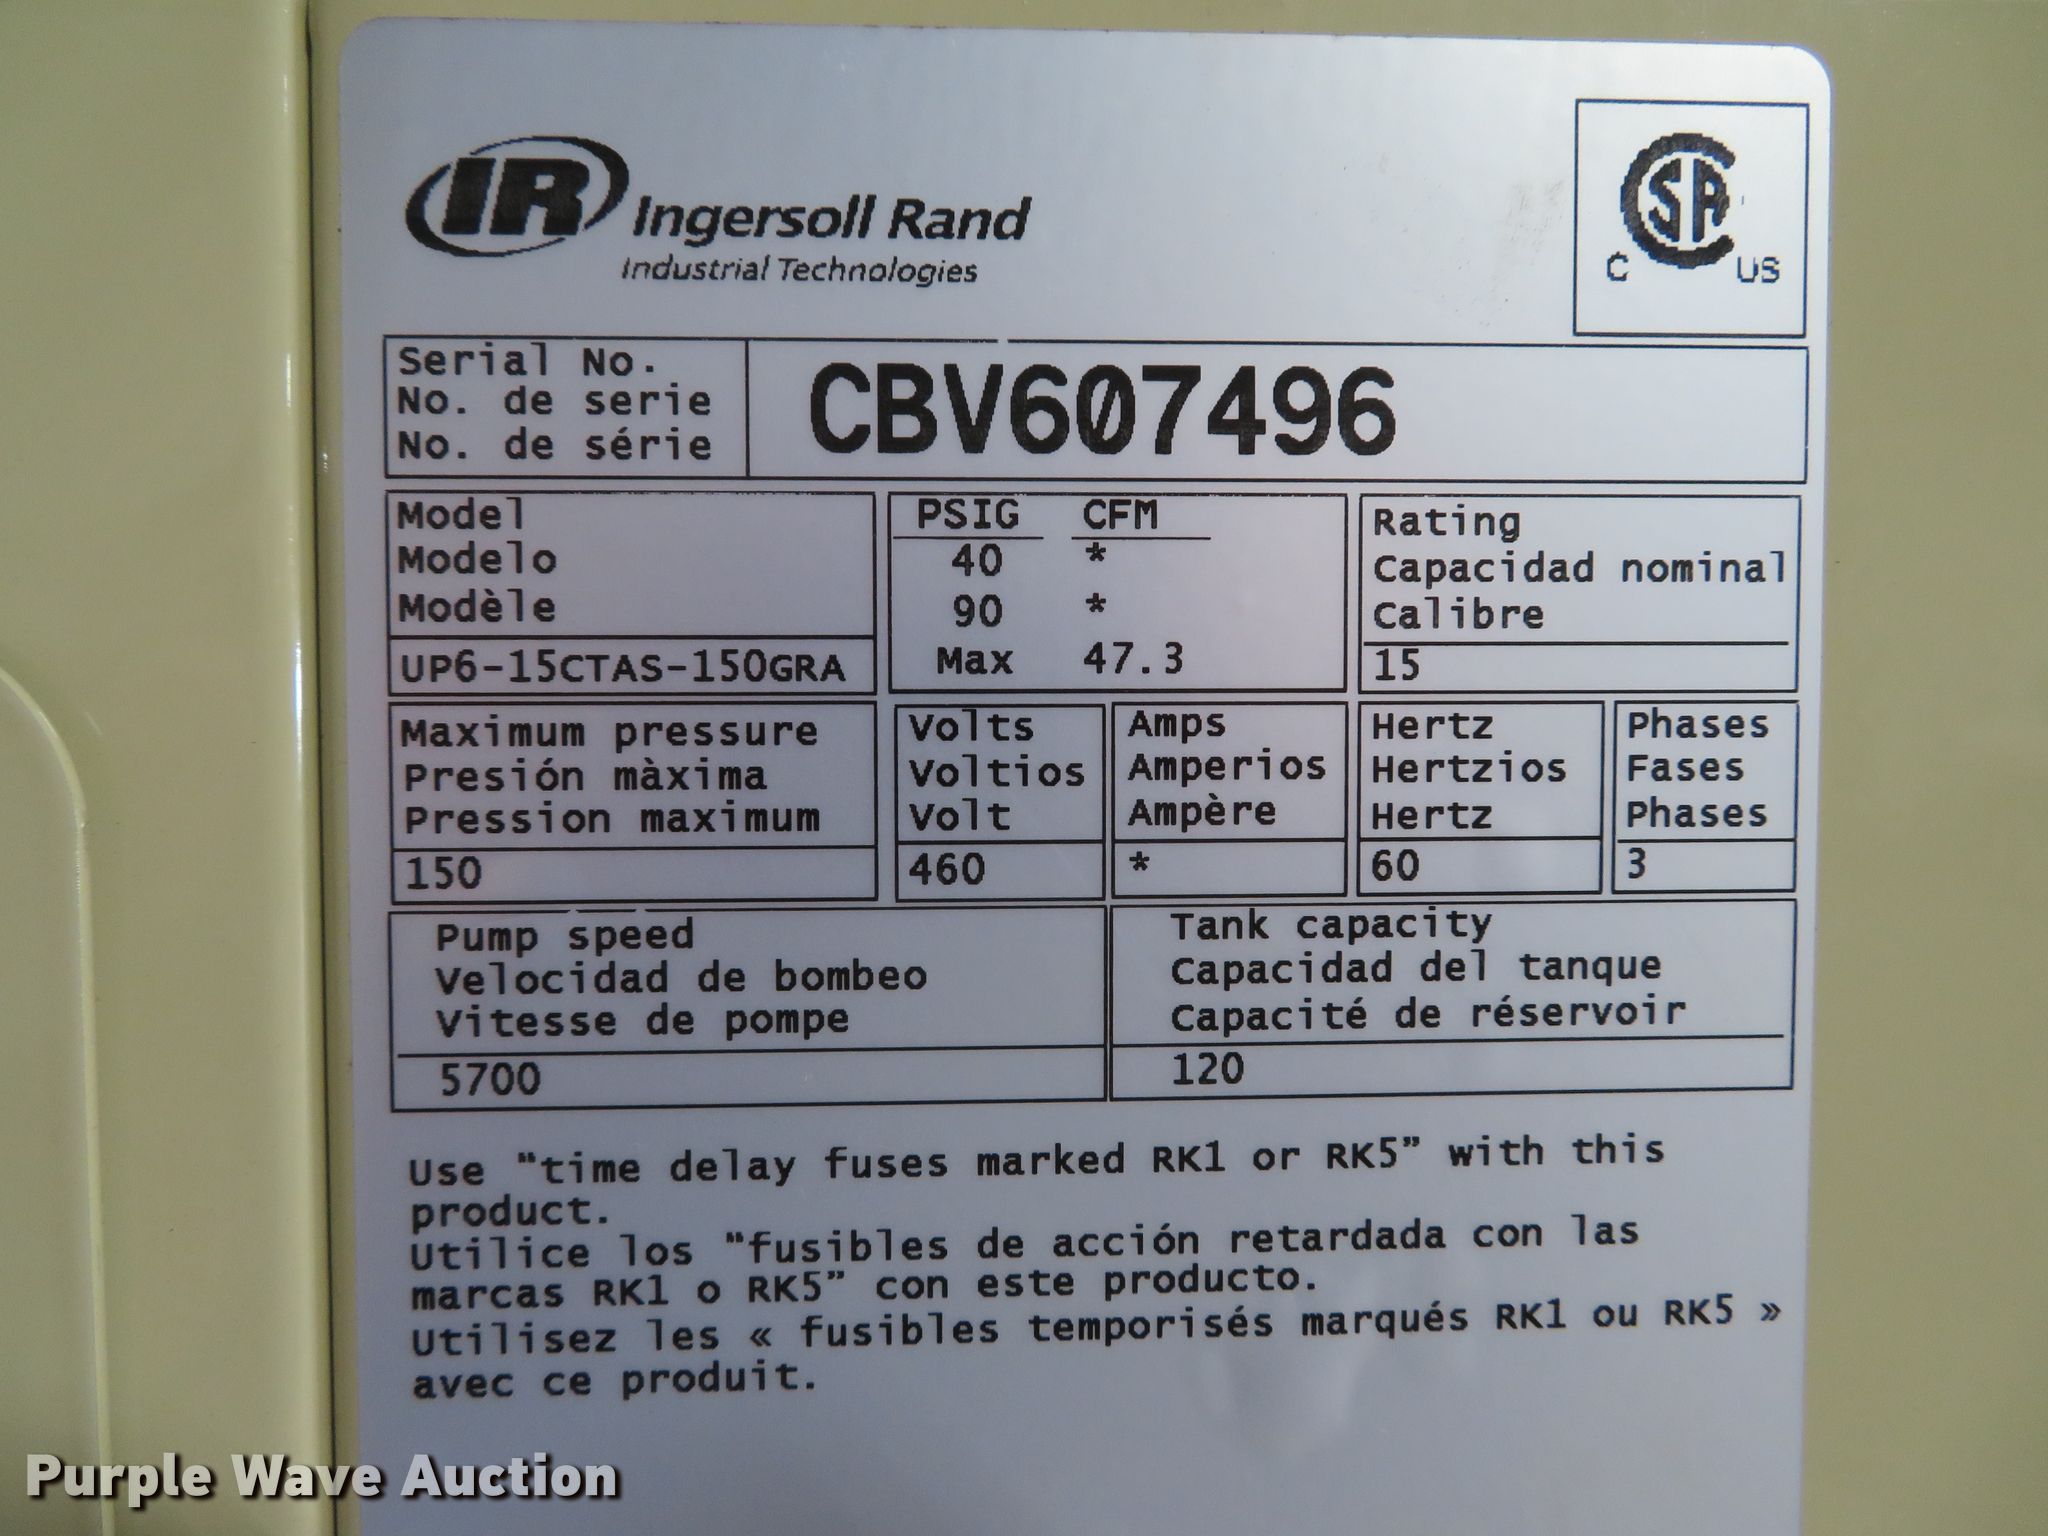 IR Ingersoll Rand
Industrial Technologies
CSA
C US
Serial No.
No. de serie
No. de série
CBV607496
Model
Modelo
Modèle
UP6-15CTAS-150GRA
PSIG CFM
40 *
90 *
Max 47.3
Rating
Capacidad nominal
Calibre
15
Maximum pressure
Presión màxima
Pression maximum
150
Volts
Voltios
Volt
460
Amps
Amperios
Ampère
*
Hertz
Hertzios
Hertz
60
Phases
Fases
Phases
3
Pump speed
Velocidad de bombeo
Vitesse de pompe
5700
Tank capacity
Capacidad del tanque
Capacité de réservoir
120
Use "time delay fuses marked RK1 or RK5" with this
product.
Utilice los "fusibles de acción retardada con las
marcas RK1 o RK5" con este producto.
Utilisez les « fusibles temporisés marqués RK1 ou RK5 »
avec ce produit.
Purple Wave Auction